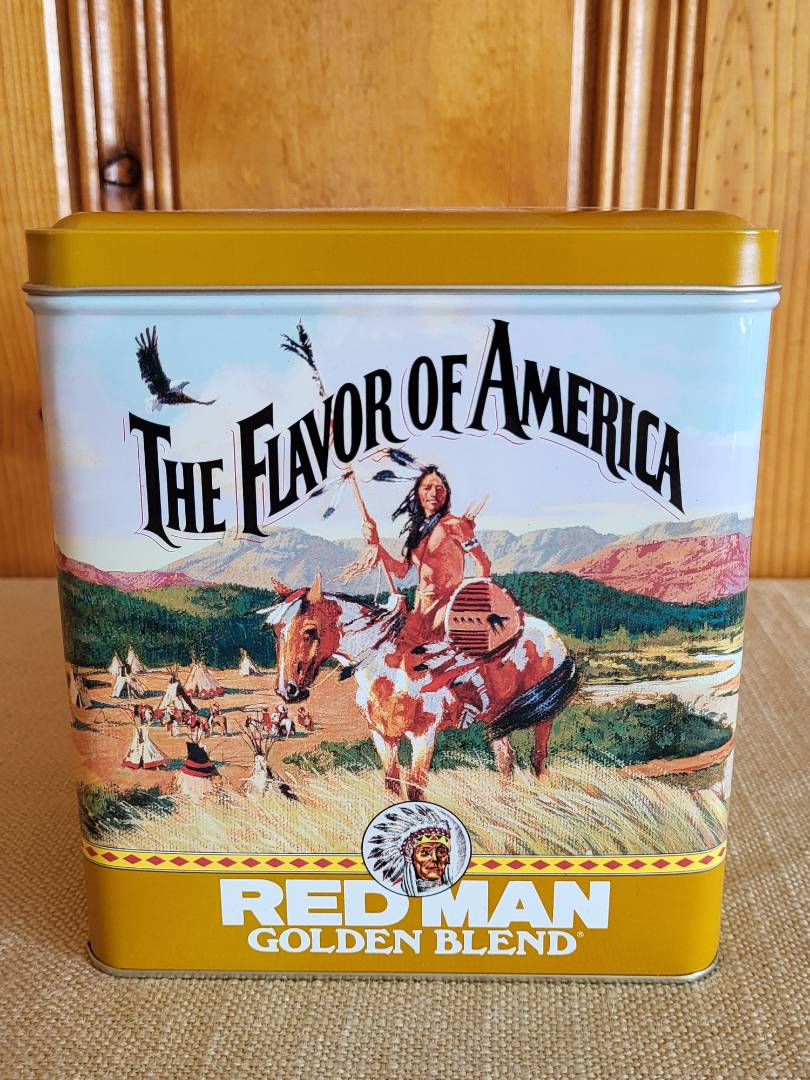 THE FLAVOR OF AMERICA
RED MAN
GOLDEN BLEND®